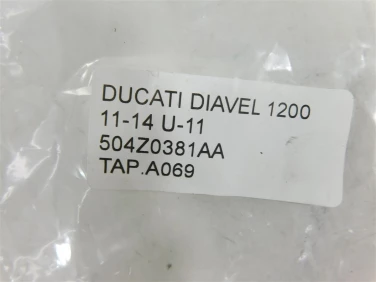 DUCATI DIAVEL 1200
11-14 U-11
504Z0381AA
TAP.A069